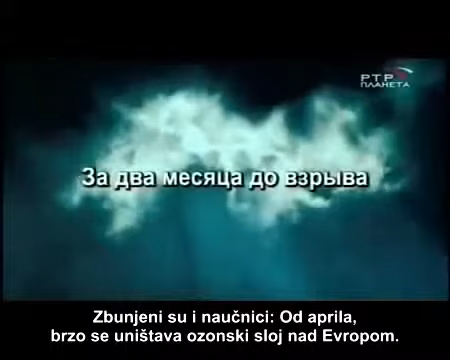 РТР
ПЛАНЕТА
За два месяца до взрыва
Zbunjeni su i naučnici: Od aprila,
brzo se uništava ozonski sloj nad Evropom.